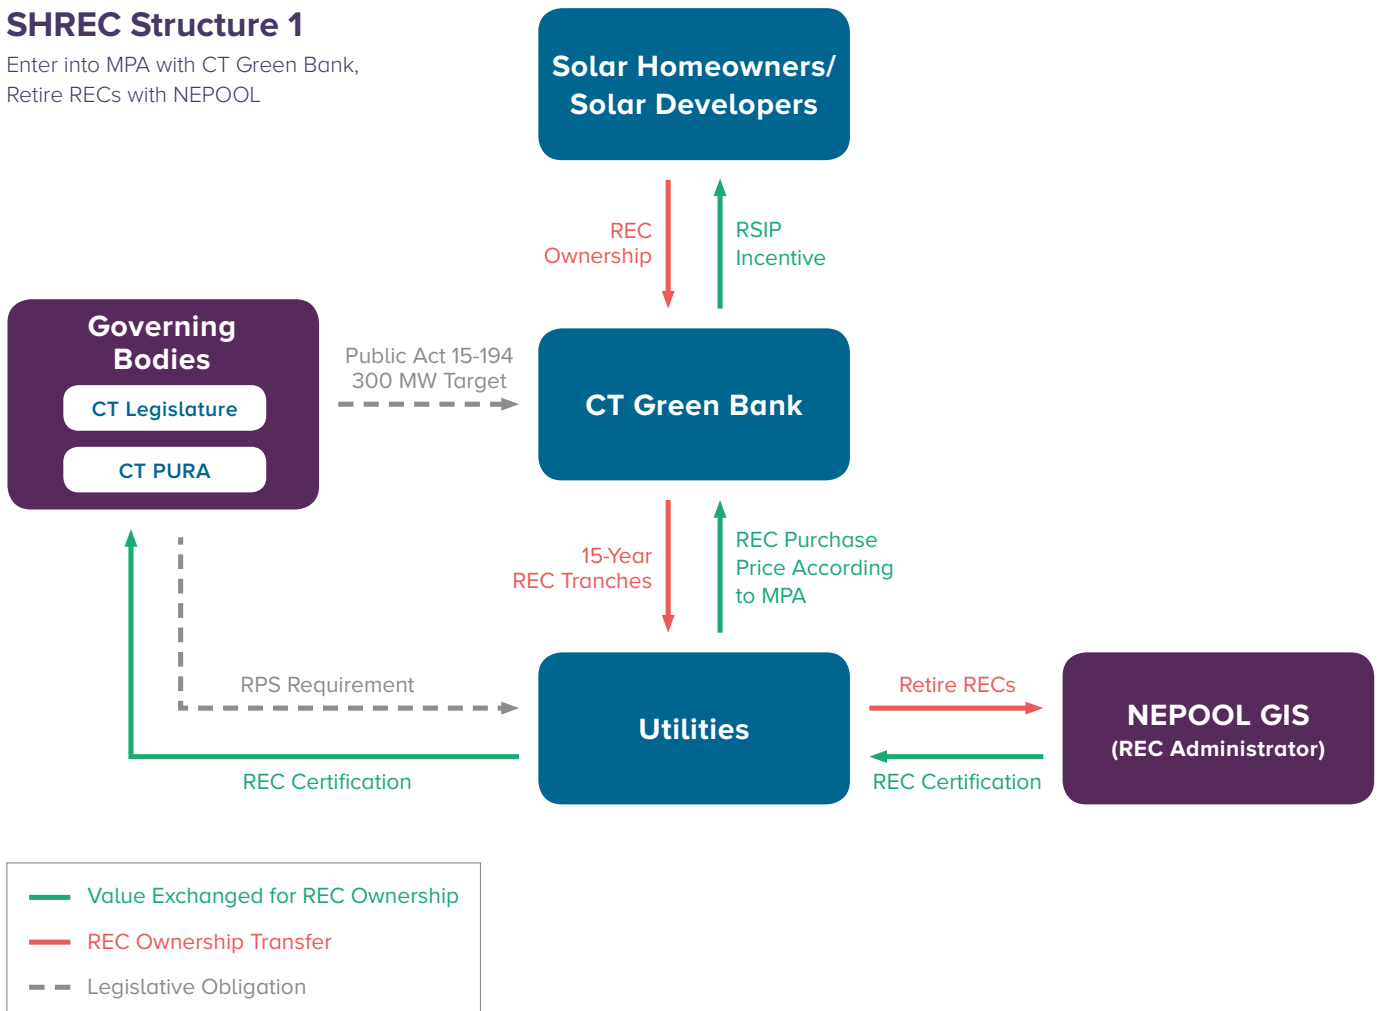 SHREC Structure 1
Enter into MPA with CT Green Bank,
Retire RECs with NEPOOL
Solar Homeowners/
Solar Developers
REC
Ownership
RSIP
Incentive
Governing
Bodies
CT Legislature
CT PURA
Public Act 15-194
300 MW Target
CT Green Bank
15-Year
REC Tranches
REC Purchase
Price According
to MPA
RPS Requirement
REC Certification
Utilities
Retire RECs
REC Certification
NEPOOL GIS
(REC Administrator)
Value Exchanged for REC Ownership
REC Ownership Transfer
Legislative Obligation